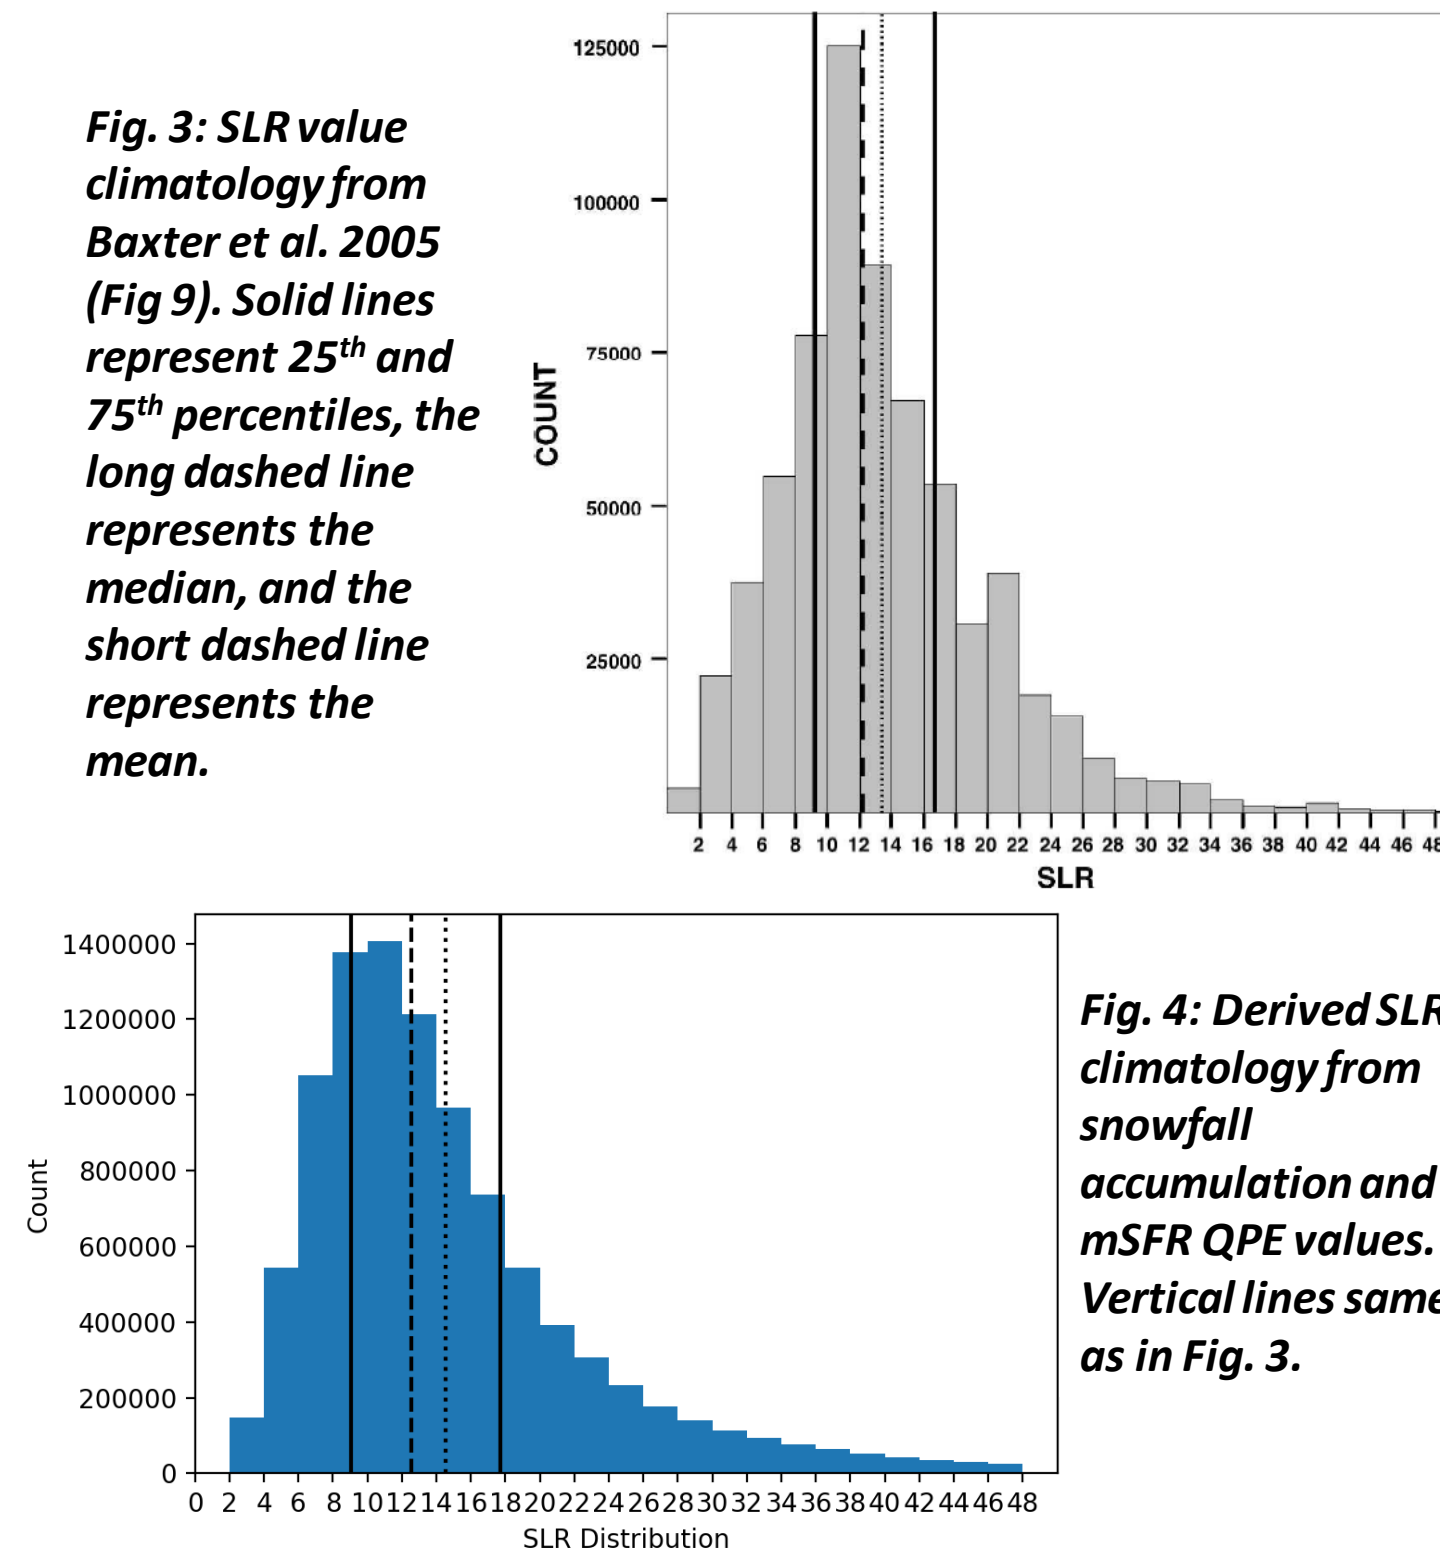 Fig. 3: SLR value
climatology from
Baxter et al. 2005
(Fig 9). Solid lines
represent 25th and
75th percentiles, the
long dashed line
represents the
median, and the
short dashed line
represents the
mean.
125000
100000
75000
50000
25000
COUNT
2 4 6 8 10 12 14 16 18 20 22 24 26 28 30 32 34 36 38 40 42 44 46 48
SLR
1400000
1200000
1000000
800000
600000
400000
200000
0
Count
0 2 4 6 8 10 12 14 16 18 20 22 24 26 28 30 32 34 36 38 40 42 44 46 48
SLR Distribution
Fig. 4: Derived SLR
climatology from
snowfall
accumulation and
mSFR QPE values.
Vertical lines same
as in Fig. 3.